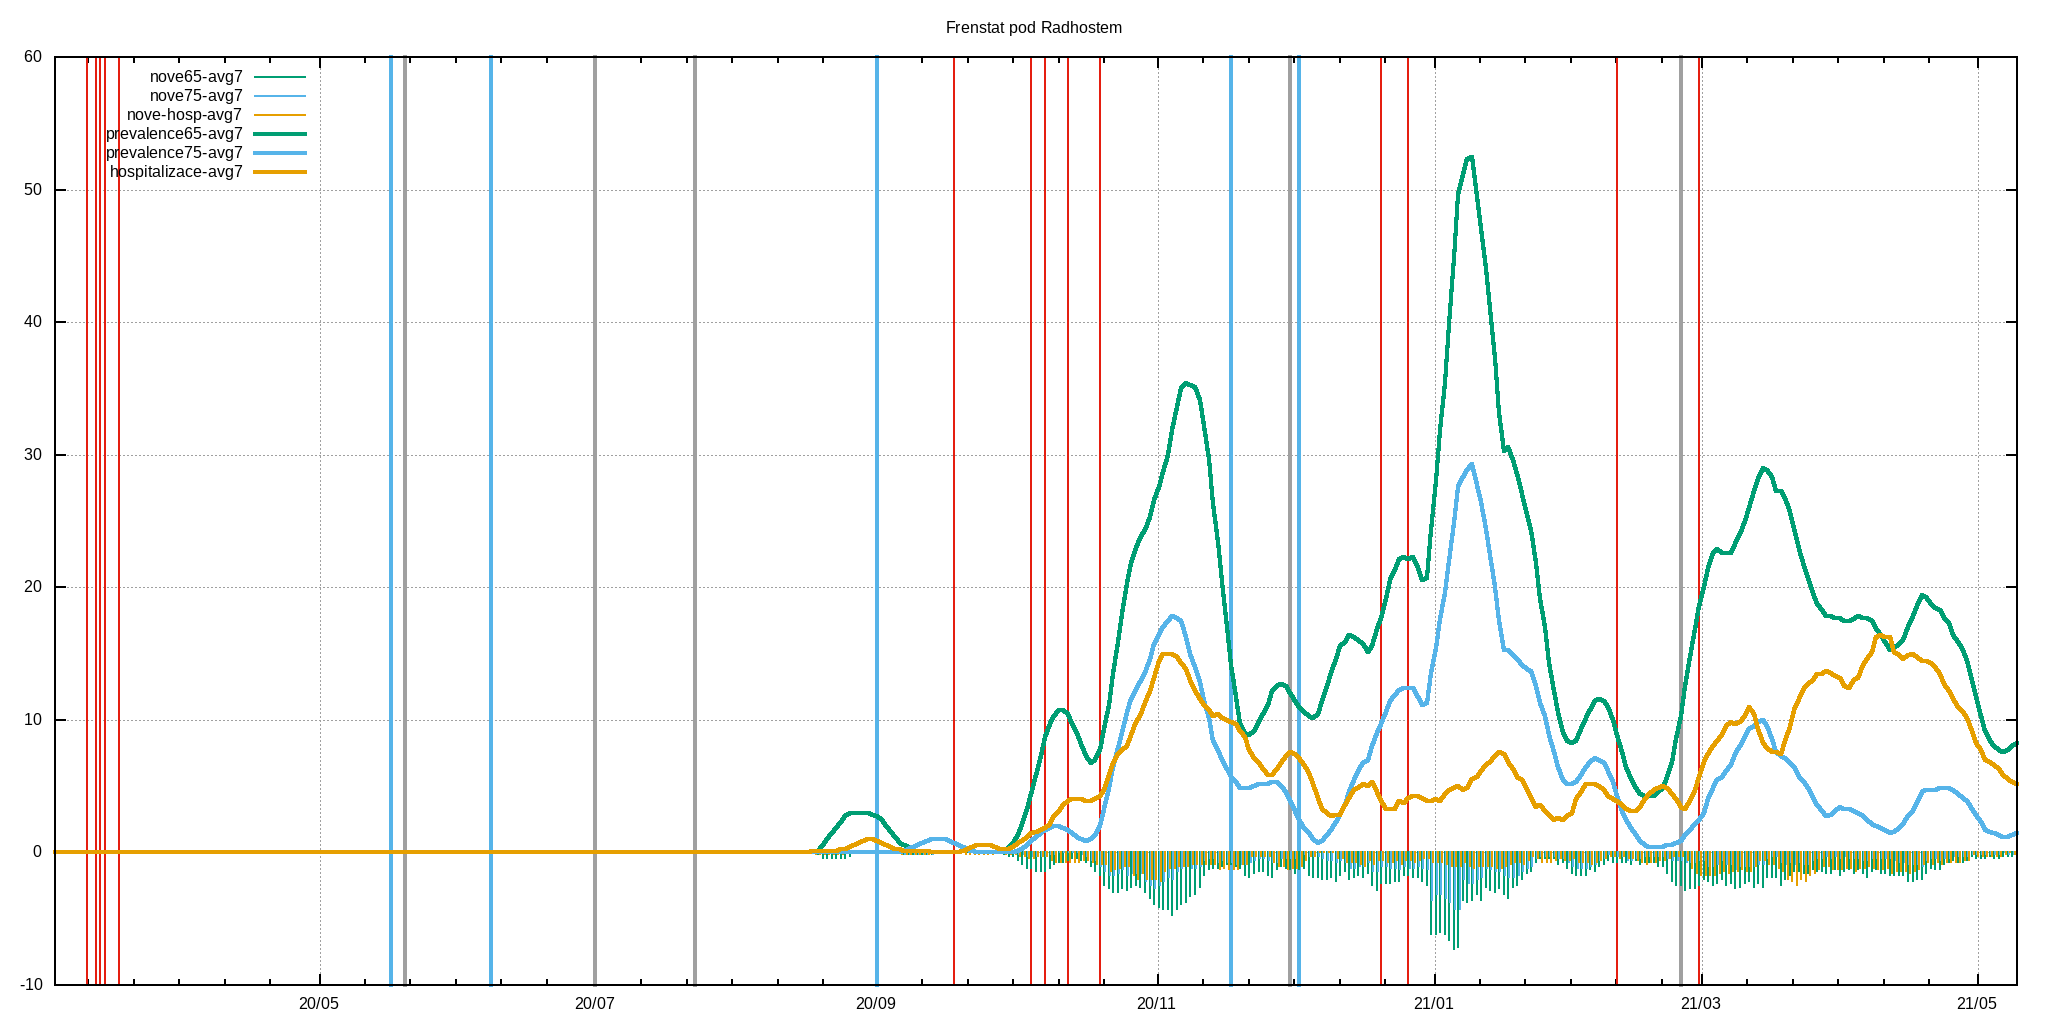 Frenstat pod Radhostem
60
nove65-avg7
nove75-avg7
nove-hosp-avg7
prevalence65-avg7
prevalence75-avg7
hospitalizace-avg7
50
40
30
20
10
0
-10
20/05 20/07 20/09 20/11 21/01 21/03 21/05